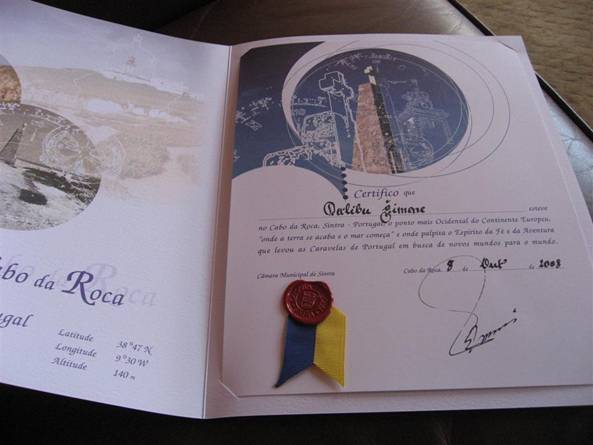 Cabo da Roca
Latitude 38°47 N
Longitude 9°30 W
Altitude 140 m
Certifico que
Simone esteve
no Cabo da Roca, Sintra - Portugal, o ponto mais Ocidental do Continente Europeu,
"onde a terra se acaba e o mar começa" e onde palpita o Espírito da Fé e da Aventura
que levou as Caravelas de Portugal em busca de novos mundos para o mundo.
Câmara Municipal de Sintra
Cabo da Roca, 8 de Out de 2008